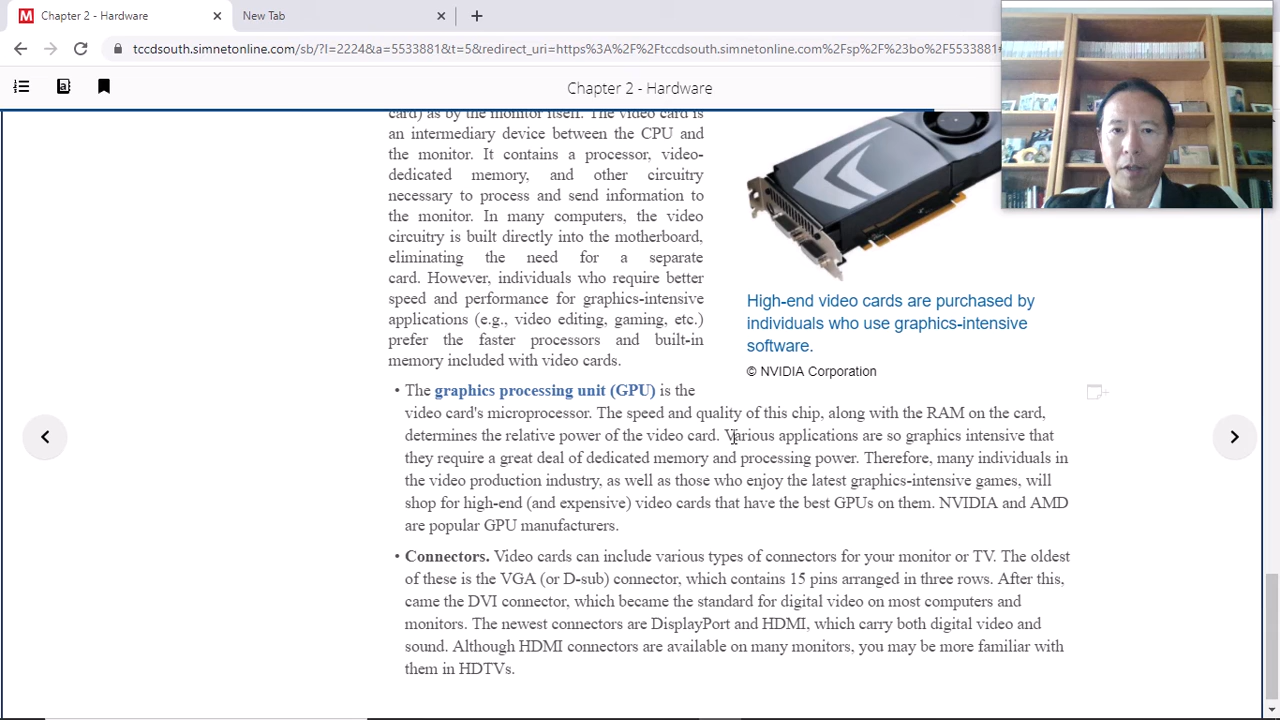 Chapter 2 - Hardware
New Tab
tccdsouth.simnetonline.com/sb/?l=2224&a=5533881&t=5&redirect_uri=https%3A%2F%2Ftccdsouth.simnetonline.com%2Fsp%2F%23bo%2F5533881#
Chapter 2 - Hardware
card) as by the monitor itself. The video card is
an intermediary device between the CPU and
the monitor. It contains a processor, video-
dedicated memory, and other circuitry
necessary to process and send information to
the monitor. In many computers, the video
circuitry is built directly into the motherboard,
eliminating the need for a separate
card. However, individuals who require better
speed and performance for graphics-intensive
applications (e.g., video editing, gaming, etc.)
prefer the faster processors and built-in
memory included with video cards.
High-end video cards are purchased by
individuals who use graphics-intensive
software.
© NVIDIA Corporation
• The graphics processing unit (GPU) is the
video card's microprocessor. The speed and quality of this chip, along with the RAM on the card,
determines the relative power of the video card. Various applications are so graphics intensive that
they require a great deal of dedicated memory and processing power. Therefore, many individuals in
the video production industry, as well as those who enjoy the latest graphics-intensive games, will
shop for high-end (and expensive) video cards that have the best GPUs on them. NVIDIA and AMD
are popular GPU manufacturers.
• Connectors. Video cards can include various types of connectors for your monitor or TV. The oldest
of these is the VGA (or D-sub) connector, which contains 15 pins arranged in three rows. After this,
came the DVI connector, which became the standard for digital video on most computers and
monitors. The newest connectors are DisplayPort and HDMI, which carry both digital video and
sound. Although HDMI connectors are available on many monitors, you may be more familiar with
them in HDTVs.